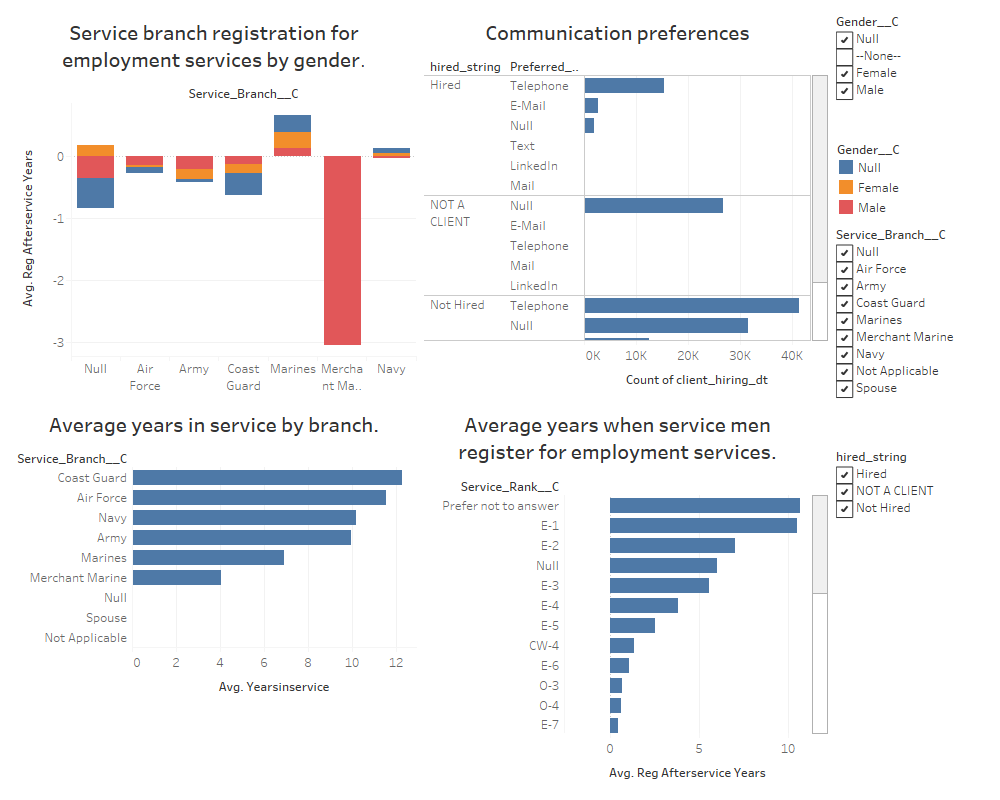 Service branch registration for
employment services by gender.
Service_Branch__C
Avg. Reg Afterservice Years
0
-1
-2
-3
Null
Air
Force
Army
Coast
Guard
Marines
Mercha
nt Ma..
Navy
Communication preferences
hired_string Preferred_..
Hired Telephone
E-Mail
Null
Text
LinkedIn
Mail
NOT A
CLIENT
Null
E-Mail
Telephone
Mail
LinkedIn
Not Hired Telephone
Null
0K 10K 20K 30K 40K
Count of client_hiring_dt
Gender__C
Null
--None--
Female
Male
Gender__C
Null
Female
Male
Service_Branch__C
Null
Air Force
Army
Coast Guard
Marines
Merchant Marine
Navy
Not Applicable
Spouse
Average years in service by branch.
Service_Branch__C
Coast Guard
Air Force
Navy
Army
Marines
Merchant Marine
Null
Spouse
Not Applicable
0 2 4 6 8 10 12
Avg. Yearsinservice
Average years when service men
register for employment services.
Service_Rank__C
Prefer not to answer
E-1
E-2
Null
E-3
E-4
E-5
CW-4
E-6
O-3
O-4
E-7
0 5 10
Avg. Reg Afterservice Years
hired_string
Hired
NOT A CLIENT
Not Hired